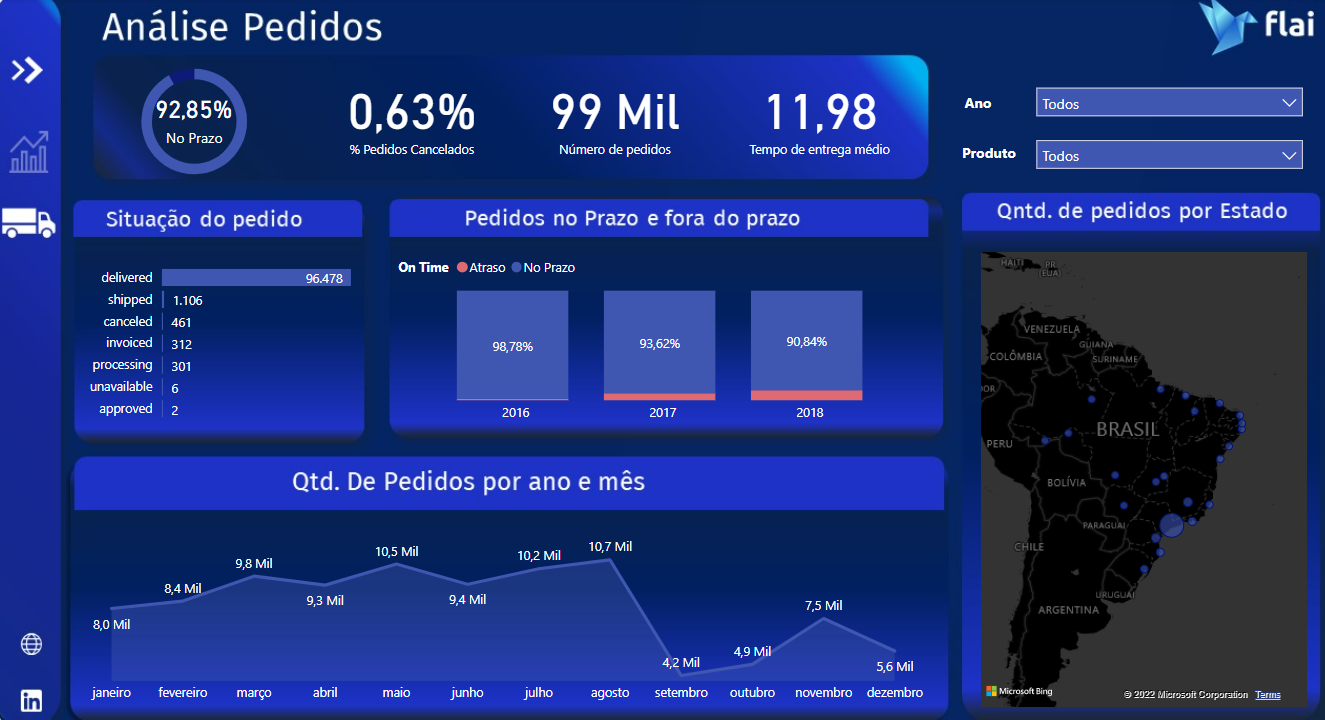 Análise Pedidos
flai
92,85%
No Prazo
0,63%
% Pedidos Cancelados
99 Mil
Número de pedidos
11,98
Tempo de entrega médio
Ano
Todos
Produto
Todos
Situação do pedido
delivered 96.478
shipped 1.106
canceled 461
invoiced 312
processing 301
unavailable 6
approved 2
Pedidos no Prazo e fora do prazo
On Time Atraso No Prazo
98,78% 93,62% 90,84%
2016 2017 2018
Qntd. de pedidos por Estado
HAITI
PR
(EUA)
VENEZUELA
GUIANA
COLÔMBIA
SURINAME
BRASIL
PERU
BOLÍVIA
PARAGUAI
CHILE
URUGUAI
ARGENTINA
Microsoft Bing
© 2022 Microsoft Corporation Terms
Qtd. De Pedidos por ano e mês
8,0 Mil
8,4 Mil
9,8 Mil
9,3 Mil
10,5 Mil
9,4 Mil
10,2 Mil
10,7 Mil
4,2 Mil
4,9 Mil
7,5 Mil
5,6 Mil
janeiro fevereiro março abril maio junho julho agosto setembro outubro novembro dezembro
in